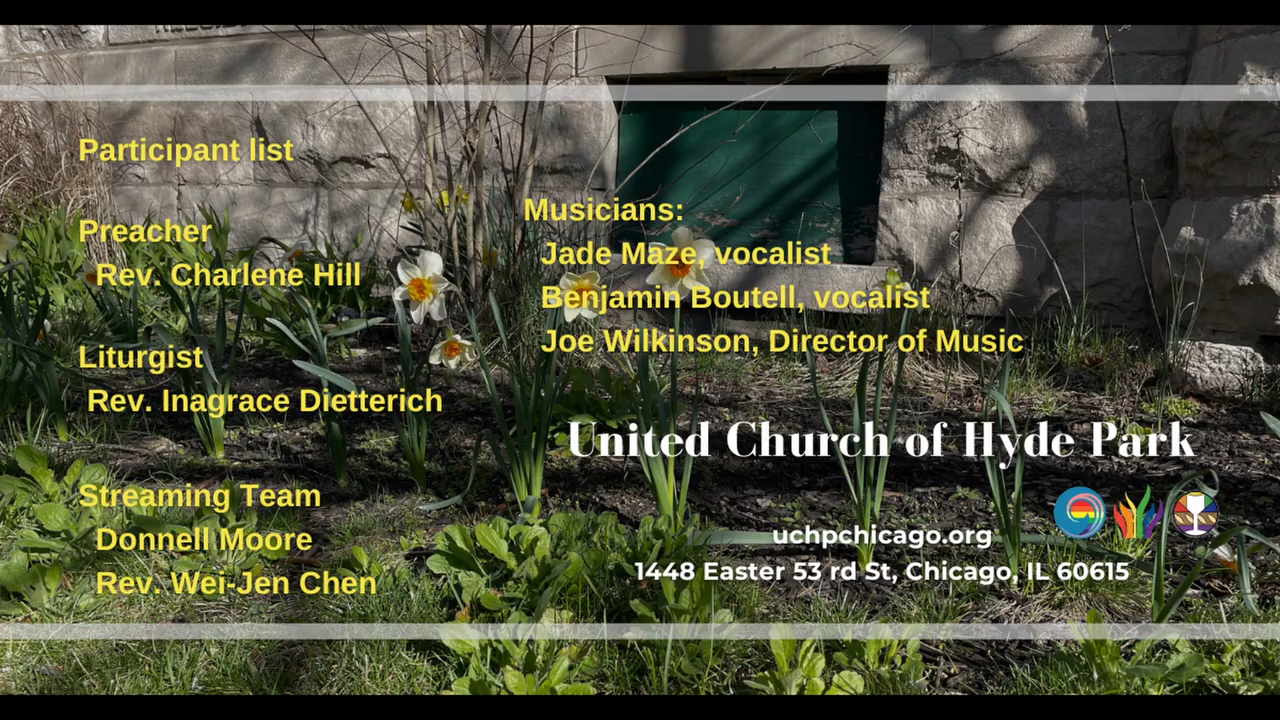 Participant list
Preacher
Rev. Charlene Hill
Liturgist
Rev. Inagrace Dietterich
Streaming Team
Donnell Moore
Rev. Wei-Jen Chen
Musicians:
Jade Maze, vocalist
Benjamin Boutell, vocalist
Joe Wilkinson, Director of Music
United Church of Hyde Park
uchpchicago.org
1448 Easter 53 rd St, Chicago, IL 60615